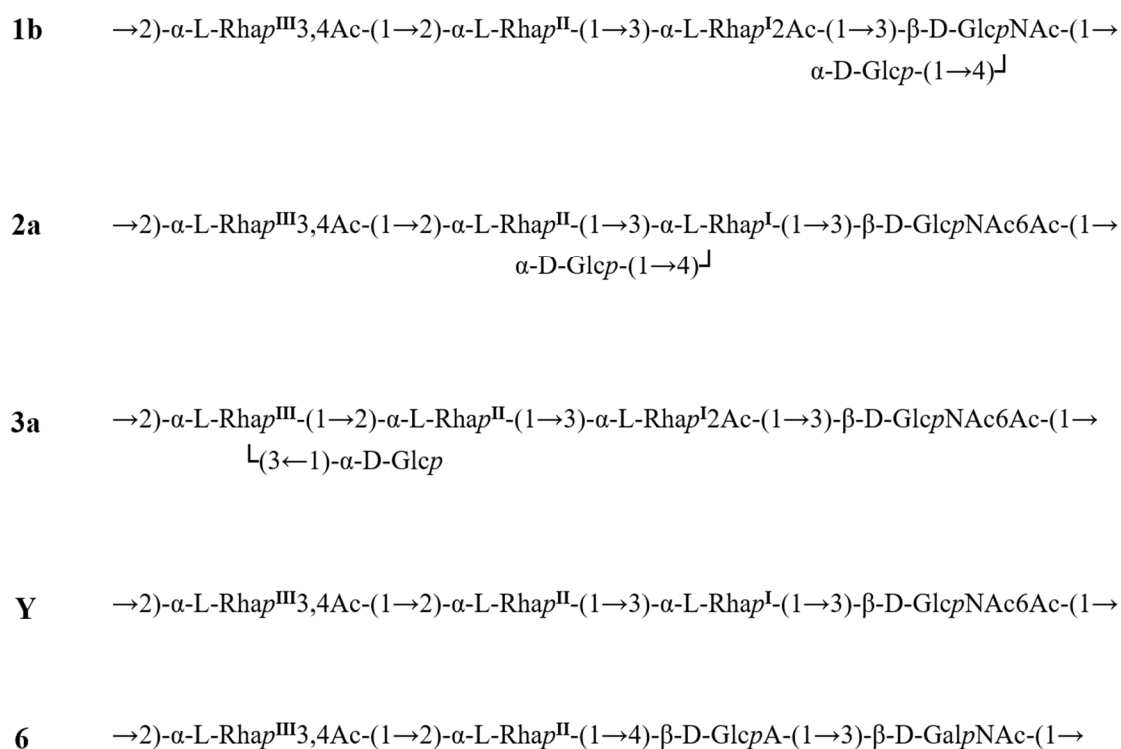 1b →2)-α-L-Rhapᴵᴵᴵ3,4Ac-(1→2)-α-L-Rhapᴵᴵ-(1→3)-α-L-Rhapᴵ2Ac-(1→3)-β-D-GlcpNAc-(1→
α-D-Glcp-(1→4)┘
2a →2)-α-L-Rhapᴵᴵᴵ3,4Ac-(1→2)-α-L-Rhapᴵᴵ-(1→3)-α-L-Rhapᴵ-(1→3)-β-D-GlcpNAc6Ac-(1→
α-D-Glcp-(1→4)┘
3a →2)-α-L-Rhapᴵᴵᴵ-(1→2)-α-L-Rhapᴵᴵ-(1→3)-α-L-Rhapᴵ2Ac-(1→3)-β-D-GlcpNAc6Ac-(1→
└(3←1)-α-D-Glcp
Y →2)-α-L-Rhapᴵᴵᴵ3,4Ac-(1→2)-α-L-Rhapᴵᴵ-(1→3)-α-L-Rhapᴵ-(1→3)-β-D-GlcpNAc6Ac-(1→
6 →2)-α-L-Rhapᴵᴵᴵ3,4Ac-(1→2)-α-L-Rhapᴵᴵ-(1→4)-β-D-GlcpA-(1→3)-β-D-GalpNAc-(1→